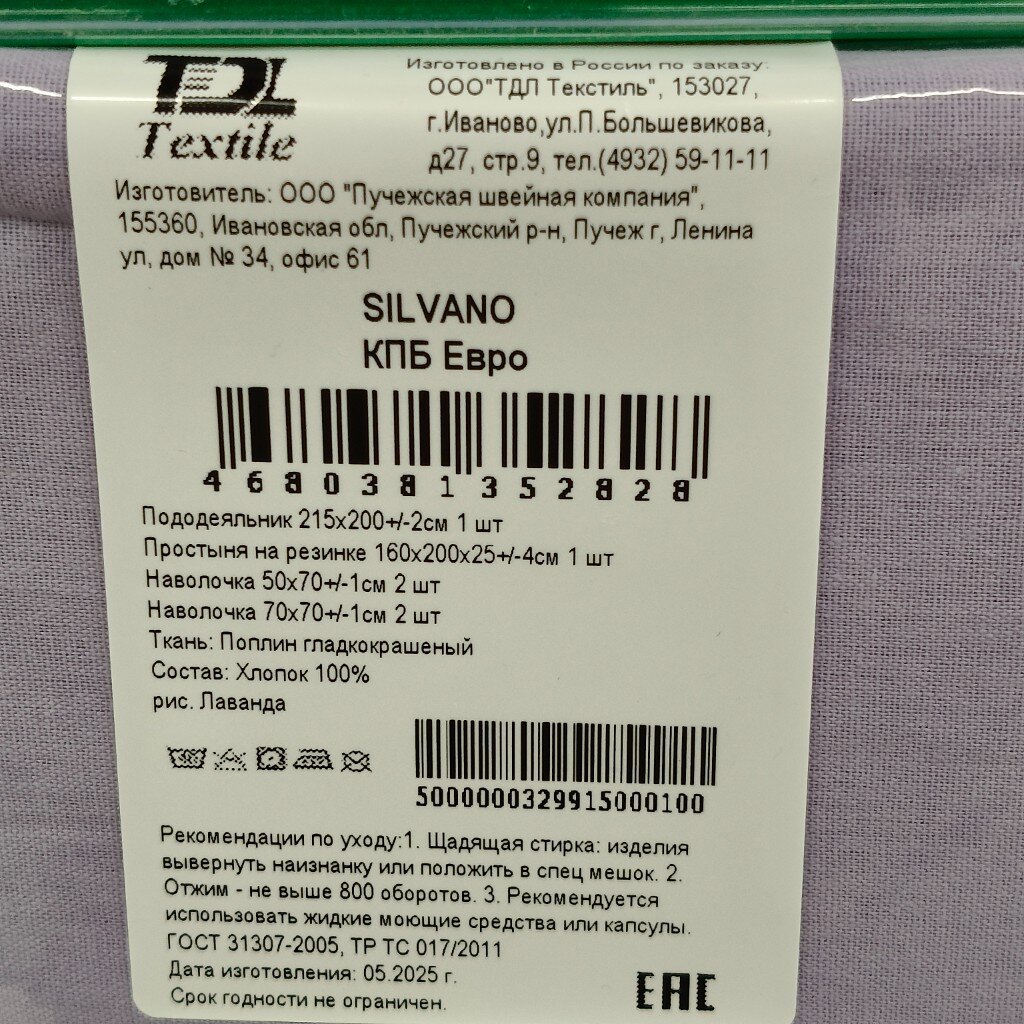 TDL
Textile
Изготовлено в России по заказу:
ООО"ТДЛ Текстиль", 153027,
г.Иваново,ул.П.Большевикова,
д27, стр.9, тел.(4932) 59-11-11
Изготовитель: ООО "Пучежская швейная компания",
155360, Ивановская обл, Пучежский р-н, Пучеж г, Ленина
ул, дом № 34, офис 61
SILVANO
КПБ Евро
4680381352828
Пододеяльник 215х200+/-2см 1 шт
Простыня на резинке 160х200х25+/-4см 1 шт
Наволочка 50х70+/-1см 2 шт
Наволочка 70х70+/-1см 2 шт
Ткань: Поплин гладкокрашеный
Состав: Хлопок 100%
рис. Лаванда
5000000329915000100
Рекомендации по уходу:1. Щадящая стирка: изделия
вывернуть наизнанку или положить в спец мешок. 2.
Отжим - не выше 800 оборотов. 3. Рекомендуется
использовать жидкие моющие средства или капсулы.
ГОСТ 31307-2005, ТР ТС 017/2011
Дата изготовления: 05.2025 г.
Срок годности не ограничен.
EAC